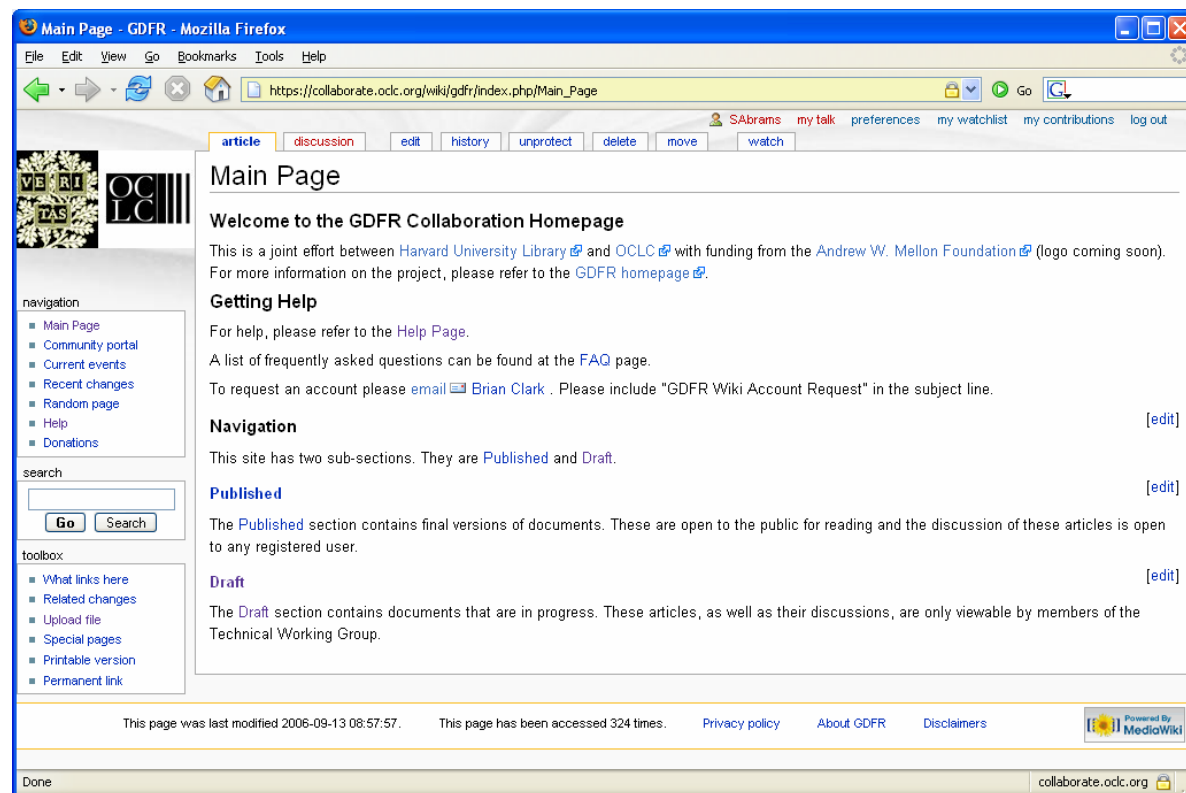 Main Page - GDFR - Mozilla Firefox
File Edit View Go Bookmarks Tools Help
https://collaborate.oclc.org/wiki/gdfr/index.php/Main_Page
Go
G
SAbrams my talk preferences my watchlist my contributions log out
article discussion edit history unprotect delete move watch
VE RI
TAS
OC
LC
Main Page
Welcome to the GDFR Collaboration Homepage
This is a joint effort between Harvard University Library and OCLC with funding from the Andrew W. Mellon Foundation (logo coming soon).
For more information on the project, please refer to the GDFR homepage.
Getting Help
For help, please refer to the Help Page.
A list of frequently asked questions can be found at the FAQ page.
To request an account please email Brian Clark . Please include "GDFR Wiki Account Request" in the subject line.
Navigation [edit]
This site has two sub-sections. They are Published and Draft.
Published [edit]
The Published section contains final versions of documents. These are open to the public for reading and the discussion of these articles is open
to any registered user.
Draft [edit]
The Draft section contains documents that are in progress. These articles, as well as their discussions, are only viewable by members of the
Technical Working Group.
navigation
Main Page
Community portal
Current events
Recent changes
Random page
Help
Donations
search
Go Search
toolbox
What links here
Related changes
Upload file
Special pages
Printable version
Permanent link
This page was last modified 2006-09-13 08:57:57. This page has been accessed 324 times. Privacy policy About GDFR Disclaimers
Powered By
MediaWiki
Done collaborate.oclc.org